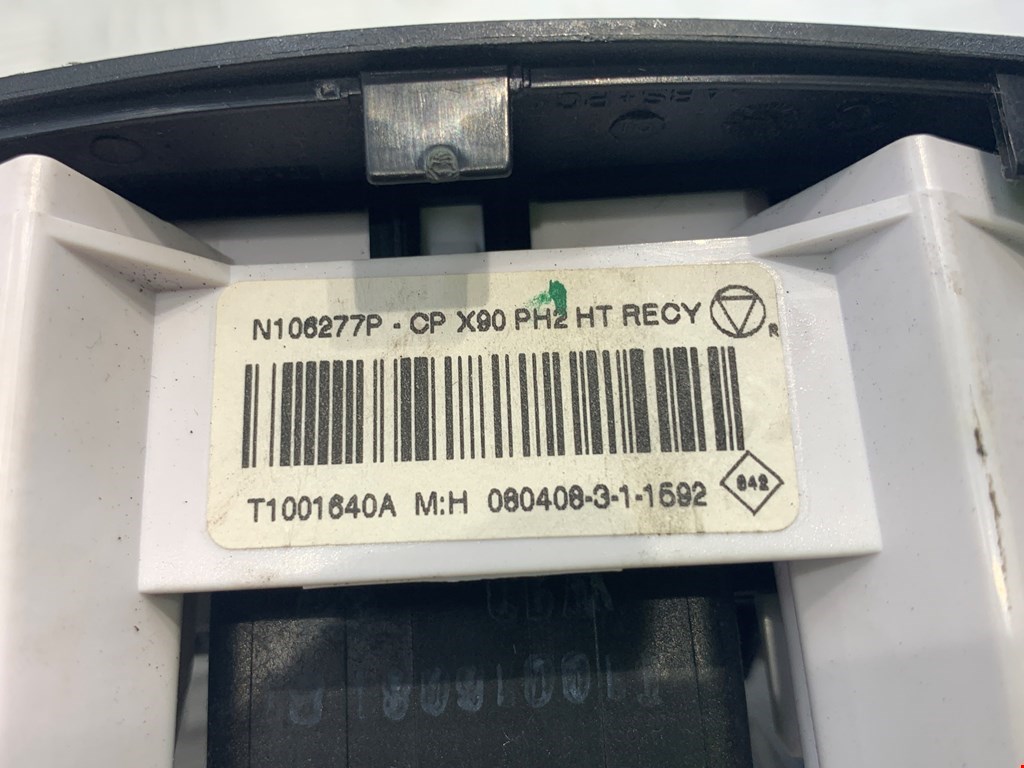 N106277P - CP X90 PH2 HT RECY
R
T1001640A M:H 080408-3-1-1592
842